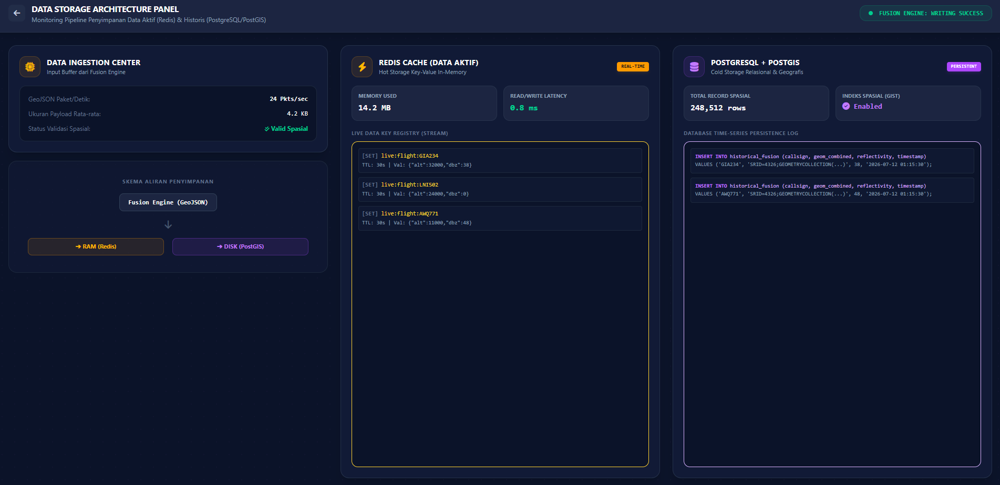 DATA STORAGE ARCHITECTURE PANEL
Monitoring Pipeline Penyimpanan Data Aktif (Redis) & Historis (PostgreSQL/PostGIS)
FUSION ENGINE: WRITING SUCCESS
DATA INGESTION CENTER
Input Buffer dari Fusion Engine
GeoJSON Paket/Detik: 24 Pkts/sec
Ukuran Payload Rata-rata: 4.2 KB
Status Validasi Spasial: Valid Spasial
SKEMA ALIRAN PENYIMPANAN
Fusion Engine (GeoJSON)
➔ RAM (Redis)
➔ DISK (PostGIS)
REDIS CACHE (DATA AKTIF)
Hot Storage Key-Value In-Memory
REAL-TIME
MEMORY USED
14.2 MB
READ/WRITE LATENCY
0.8 ms
LIVE DATA KEY REGISTRY (STREAM)
[SET] live:flight:GIA234
TTL: 30s | Val: {"alt":32000,"dbz":38}
[SET] live:flight:LNI502
TTL: 30s | Val: {"alt":24000,"dbz":0}
[SET] live:flight:AWQ771
TTL: 30s | Val: {"alt":11000,"dbz":48}
POSTGRESQL + POSTGIS
Cold Storage Relasional & Geografis
PERSISTENT
TOTAL RECORD SPASIAL
248,512 rows
INDEKS SPASIAL (GIST)
Enabled
DATABASE TIME-SERIES PERSISTENCE LOG
INSERT INTO historical_fusion (callsign, geom_combined, reflectivity, timestamp)
VALUES ('GIA234', 'SRID=4326;GEOMETRYCOLLECTION(...)', 38, '2026-07-12 01:15:30');
INSERT INTO historical_fusion (callsign, geom_combined, reflectivity, timestamp)
VALUES ('AWQ771', 'SRID=4326;GEOMETRYCOLLECTION(...)', 48, '2026-07-12 01:15:30');